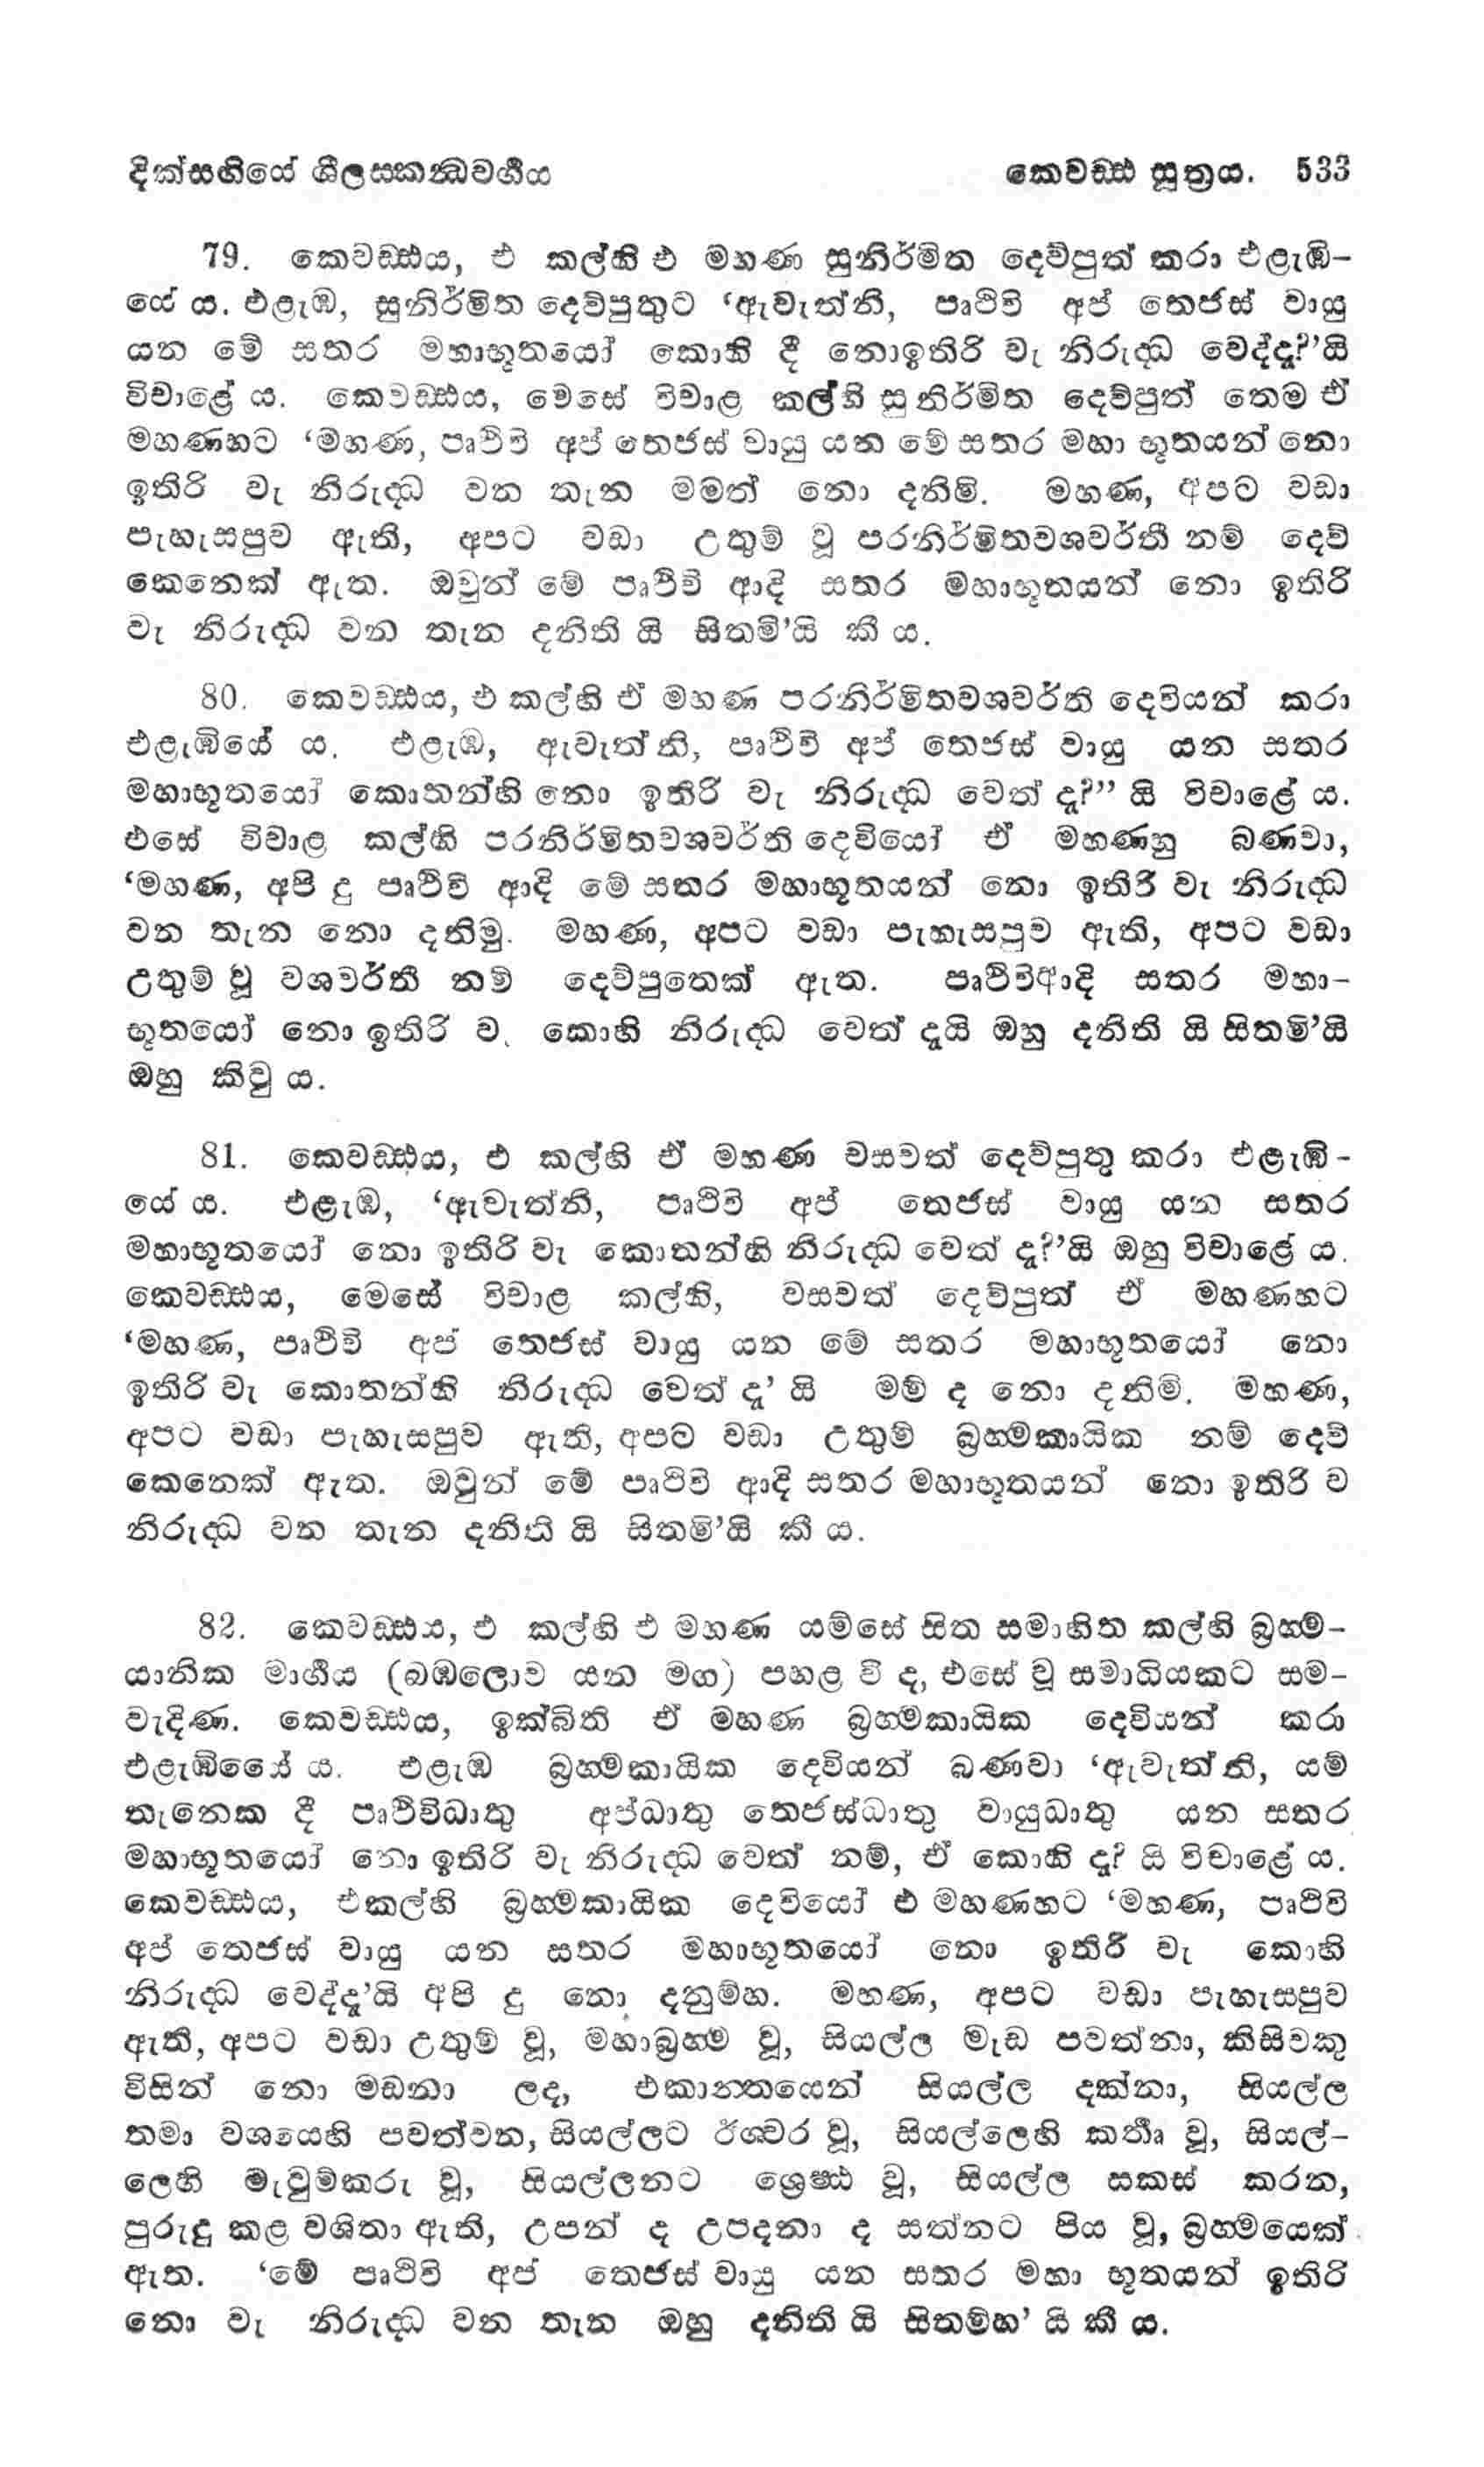 දික්සඟියේ ශීලස්කන්ධවර්ගය කෙවඩ්ඪ සූත්‍රය. 533
79. කෙවඩ්ඪය, එ කල්හි එ මහණ සුනිර්මිත දෙව්පුත් කරා එළැඹි-
යේ ය. එළැඹ, සුනිර්මිත දෙව්පුතුට ‘ඇවැත්නි, පෘථිවි අප් තෙජස් වායු
යන මේ සතර මහාභූතයෝ කොහි දී නොඉතිරි වැ නිරුද්ධ වෙද්දැ?’යි
විචාළේ ය. කෙවඩ්ඪය, මෙසේ විචාළ කල්හි සුනිර්මිත දෙව්පුත් තෙම ඒ
මහණහට ‘මහණ, පෘථිවි අප් තෙජස් වායු යන මේ සතර මහා භූතයන් නො
ඉතිරි වැ නිරුද්ධ වන තැන මමත් නො දනිමි. මහණ, අපට වඩා
පැහැසපුව ඇති, අපට වඩා උතුම් වූ පරනිර්මිතවශවර්තී නම් දෙව්
කෙනෙක් ඇත. ඔවුන් මේ පෘථිවි ආදි සතර මහාභූතයන් නො ඉතිරි
වැ නිරුද්ධ වන තැන දනිති යි සිතමි’යි කී ය.
80. කෙවඩ්ඪය, එ කල්හි ඒ මහණ පරනිර්මිතවශවර්ති දෙවියන් කරා
එළැඹියේ ය. එළැඹ, ඇවැත්නි, පෘථිවි අප් තෙජස් වායු යන සතර
මහාභූතයෝ කොතන්හි නො ඉතිරි වැ නිරුද්ධ වෙත් දැ?” යි විචාළේ ය.
එසේ විචාළ කල්හි පරනිර්මිතවශවර්ති දෙවියෝ ඒ මහණහු බණවා,
‘මහණ, අපි දු පෘථිවි ආදි මේ සතර මහාභූතයන් නො ඉතිරි වැ නිරුද්ධ
වන තැන නො දනිමු. මහණ, අපට වඩා පැහැසපුව ඇති, අපට වඩා
උතුම් වූ වශවර්තී නම් දෙව්පුතෙක් ඇත. පෘථිවිආදි සතර මහා-
භූතයෝ නො ඉතිරි ව. කොහි නිරුද්ධ වෙත් දැයි ඔහු දනිති යි සිතමි’යි
ඔහු කිවු ය.
81. කෙවඩ්ඪය, එ කල්හි ඒ මහණ වසවත් දෙව්පුතු කරා එළැඹි-
යේ ය. එළැඹ, ‘ඇවැත්නි, පෘථිවි අප් තෙජස් වායු යන සතර
මහාභූතයෝ නො ඉතිරි වැ කොතන්හි නිරුද්ධ වෙත් දැ?’යි ඔහු විචාළේ ය.
කෙවඩ්ඪය, මෙසේ විචාළ කල්හි, වසවත් දෙව්පුත් ඒ මහණහට
‘මහණ, පෘථිවි අප් තෙජස් වායු යන මේ සතර මහාභූතයෝ නො
ඉතිරි වැ කොතන්හි නිරුද්ධ වෙත් දැ’ යි මම් ද නො දනිමි. මහණ,
අපට වඩා පැහැසපුව ඇති, අපට වඩා උතුම් බ්‍රහ්මකායික නම් දෙව්
කෙනෙක් ඇත. ඔවුන් මේ පෘථිවි ආදි සතර මහාභූතයන් නො ඉතිරි ව
නිරුද්ධ වන තැන දනිති යි සිතමි’යි කී ය.
82. කෙවඩ්ඪය, එ කල්හි එ මහණ යම්සේ සිත සමාහිත කල්හි බ්‍රහ්ම-
යානික මාර්ගය (බඹලොව යන මග) පහළ වි ද, එසේ වූ සමාධියකට සම-
වැදිණ. කෙවඩ්ඪය, ඉක්බිති ඒ මහණ බ්‍රහ්මකායික දෙවියන් කරා
එළැඹියේ ය. එළැඹ බ්‍රහ්මකායික දෙවියන් බණවා ‘ඇවැත්නි, යම්
තැනෙක දී පෘථිවිධාතු අප්ධාතු තෙජස්ධාතු වායුධාතු යන සතර
මහාභූතයෝ නො ඉතිරි වැ නිරුද්ධ වෙත් නම්, ඒ කොහි දැ? යි විචාළේ ය.
කෙවඩ්ඪය, එකල්හි බ්‍රහ්මකායික දෙවියෝ එ මහණහට ‘මහණ, පෘථිවි
අප් තෙජස් වායු යන සතර මහාභූතයෝ නො ඉතිරි වැ කොහි
නිරුද්ධ වෙද්දැ’යි අපි දු නො දනුම්හ. මහණ, අපට වඩා පැහැසපුව
ඇති, අපට වඩා උතුම් වූ, මහාබ්‍රහ්ම වූ, සියල්ල මැඩ පවත්නා, කිසිවකු
විසින් නො මඩනා ලද, එකාන්තයෙන් සියල්ල දක්නා, සියල්ල
තමා වශයෙහි පවත්වන, සියල්ලට ඊශ්වර වූ, සියල්ලෙහි කර්තෘ වූ, සියල්-
ලෙහි මැවුම්කරු වූ, සියල්ලනට ශ්‍රෙෂ්ඨ වූ, සියල්ල සකස් කරන,
පුරුදු කළ වශිතා ඇති, උපන් ද උපදනා ද සත්නට පිය වූ, බ්‍රහ්මයෙක්
ඇත. ‘මේ පෘථිවි අප් තෙජස් වායු යන සතර මහා භූතයන් ඉතිරි
නො වැ නිරුද්ධ වන තැන ඔහු දනිති යි සිතම්හ’ යි කී ය.